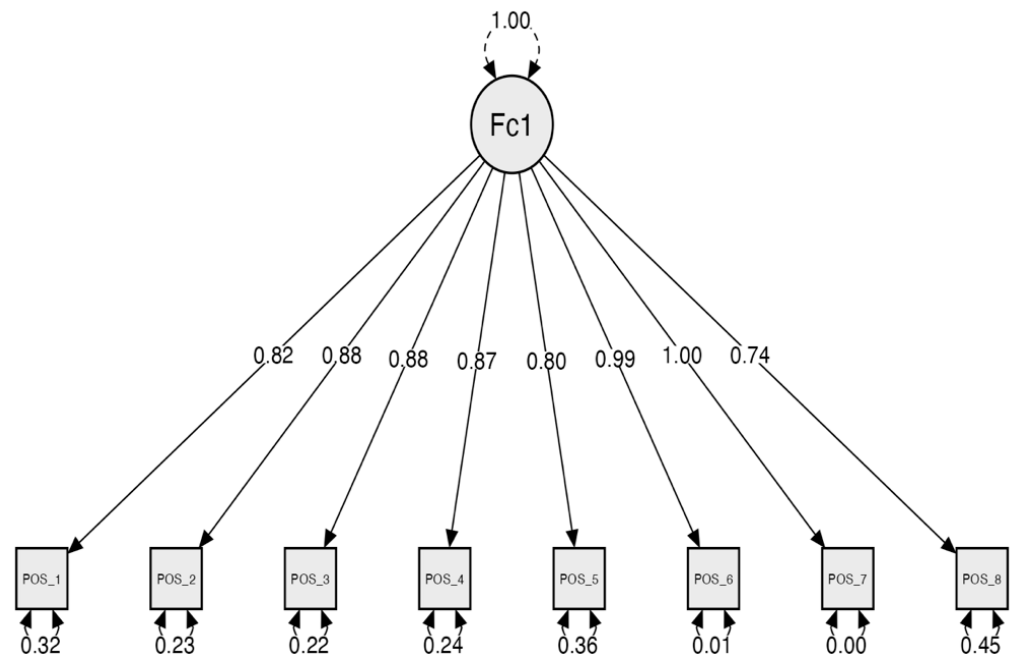 1.00
Fc1
0.82 0.88 0.88 0.87 0.80 0.99 1.00 0.74
POS_1 POS_2 POS_3 POS_4 POS_5 POS_6 POS_7 POS_8
0.32 0.23 0.22 0.24 0.36 0.01 0.00 0.45